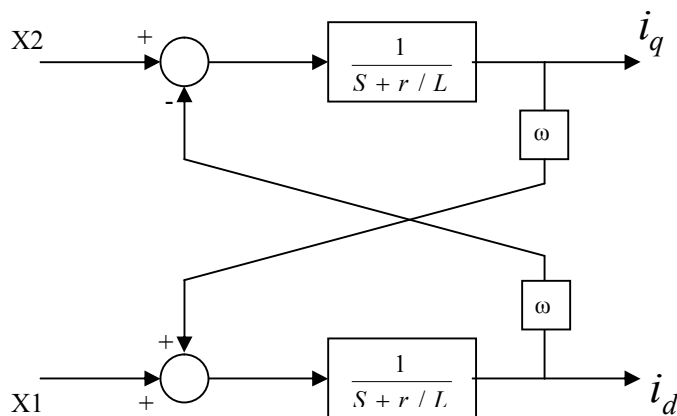 X2
+
-
1
S + r / L
i_q
ω
ω
+
X1
+
1
S + r / L
i_d